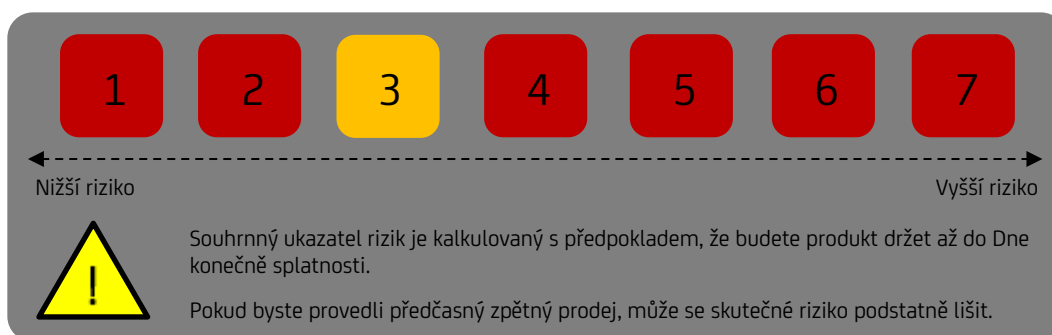 1 2 3 4 5 6 7
Nižší riziko Vyšší riziko
Souhrnný ukazatel rizik je kalkulovaný s předpokladem, že budete produkt držet až do Dne
konečně splatnosti.
!
Pokud byste provedli předčasný zpětný prodej, může se skutečné riziko podstatně lišit.